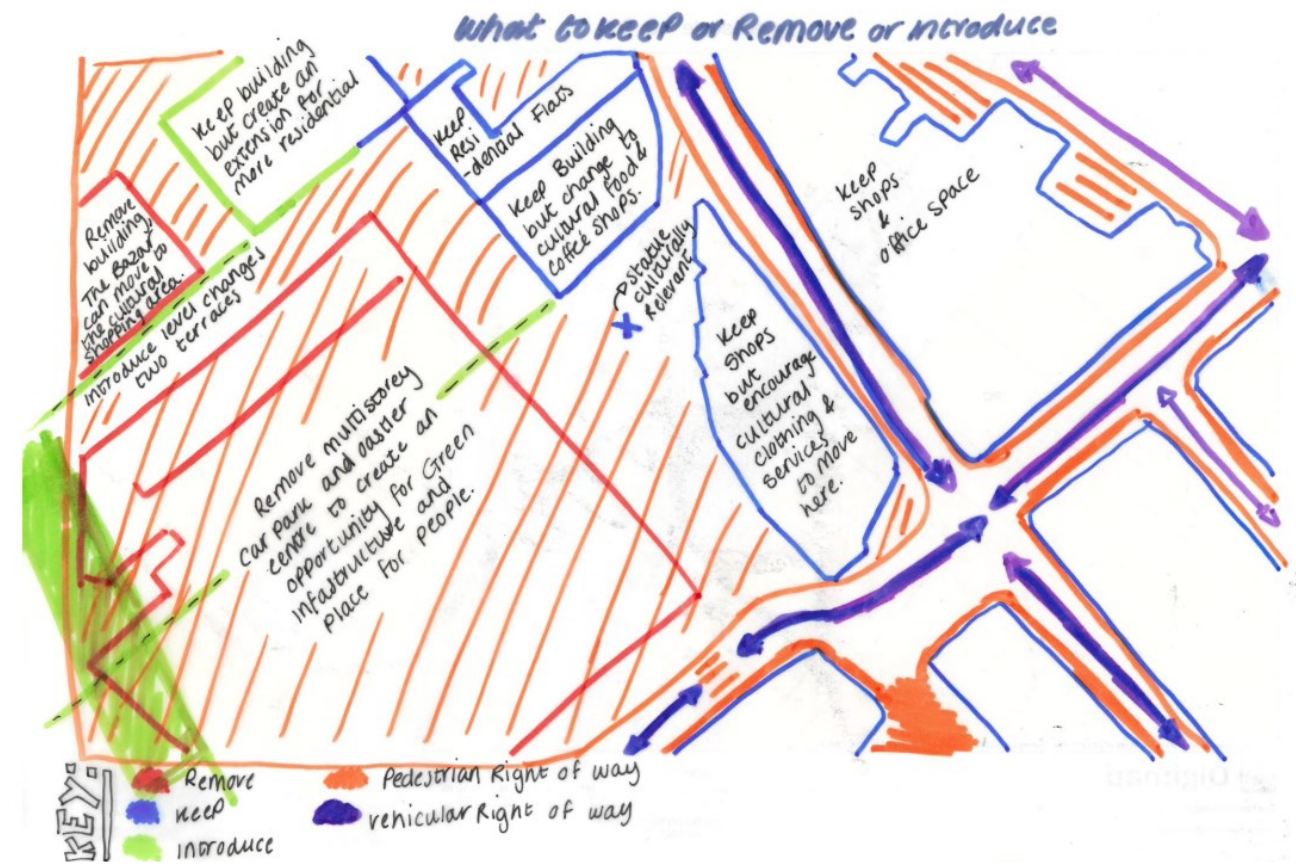 What to Keep or Remove or introduce
Keep building
but create an
extension for
more residential
Keep
Resi
-dencial Flats
Keep Building
but change to
cultural food &
coffee shops.
Keep
shops
&
office space
Remove
building,
The Bazar
can move to
the cultural
shopping area.
introduce level changes
two terraces
statue
culturally
relevant
Keep
shops
but
encourage
cultural
clothing &
services
to move
here.
Remove multistorey
car park and oastler
centre to create an
opportunity for Green
infastructure and
place for people.
KEY:
Remove
Keep
introduce
Pedestrian Right of way
vehicular Right of way